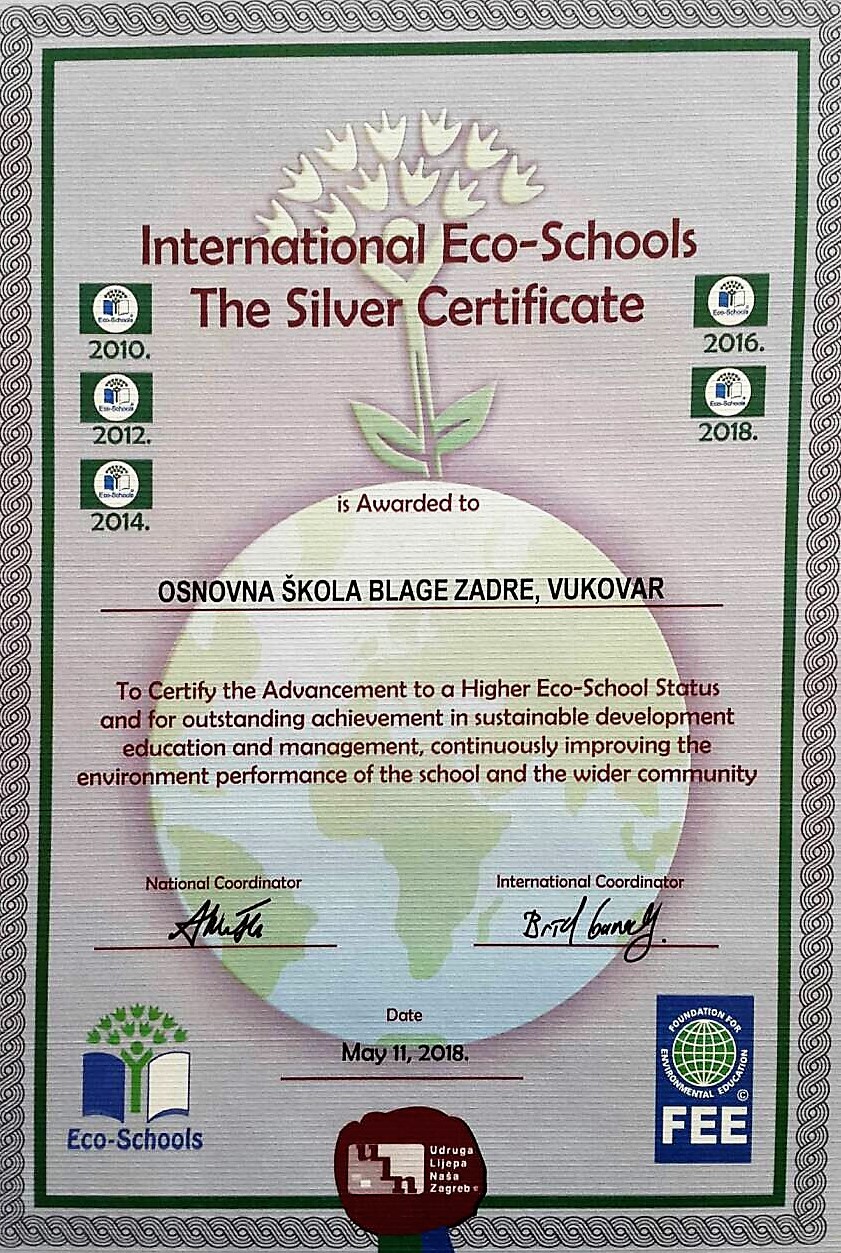 International Eco-Schools
The Silver Certificate
Eco-Schools
2010.
Eco-Schools
2012.
Eco-Schools
2014.
Eco-Schools
2016.
Eco-Schools
2018.
is Awarded to
OSNOVNA ŠKOLA BLAGE ZADRE, VUKOVAR
To Certify the Advancement to a Higher Eco-School Status
and for outstanding achievement in sustainable development
education and management, continuously improving the
environment performance of the school and the wider community
National Coordinator
International Coordinator
Date
May 11, 2018.
Eco-Schools
FOUNDATION FOR
ENVIRONMENTAL EDUCATION
©
FEE
uln
Udruga
Lijepa
Naša
Zagreb